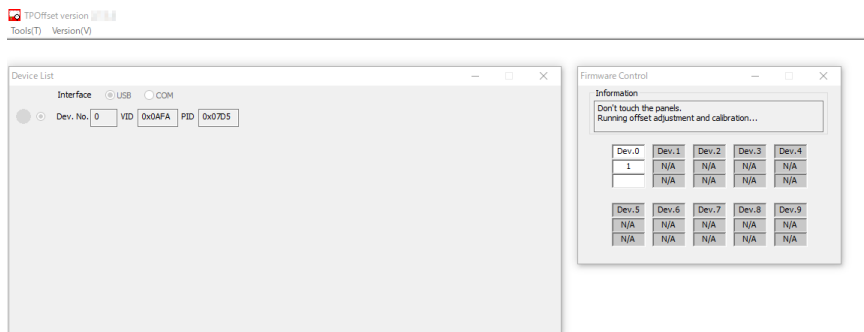 TPOffset version
Tools(T) Version(V)
Device List
Interface USB COM
Dev. No. 0 VID 0x0AFA PID 0x07D5
Firmware Control
Information
Don't touch the panels.
Running offset adjustment and calibration...
Dev.0 Dev.1 Dev.2 Dev.3 Dev.4
1 N/A N/A N/A N/A
N/A N/A N/A N/A
Dev.5 Dev.6 Dev.7 Dev.8 Dev.9
N/A N/A N/A N/A N/A
N/A N/A N/A N/A N/A